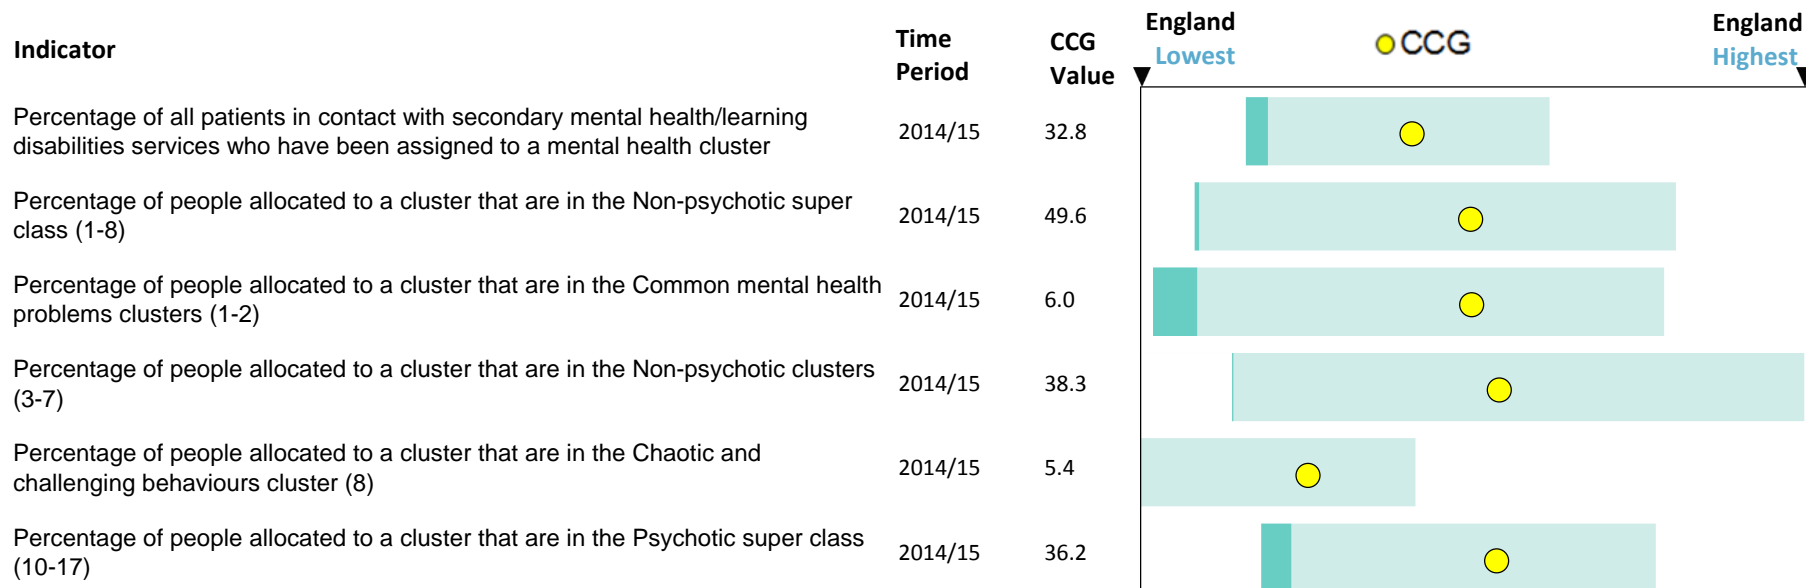 Indicator
Time Period
CCG Value
England Lowest
CCG
England Highest
Percentage of all patients in contact with secondary mental health/learning
disabilities services who have been assigned to a mental health cluster
2014/15
32.8
Percentage of people allocated to a cluster that are in the Non-psychotic super
class (1-8)
2014/15
49.6
Percentage of people allocated to a cluster that are in the Common mental health
problems clusters (1-2)
2014/15
6.0
Percentage of people allocated to a cluster that are in the Non-psychotic clusters
(3-7)
2014/15
38.3
Percentage of people allocated to a cluster that are in the Chaotic and
challenging behaviours cluster (8)
2014/15
5.4
Percentage of people allocated to a cluster that are in the Psychotic super class
(10-17)
2014/15
36.2